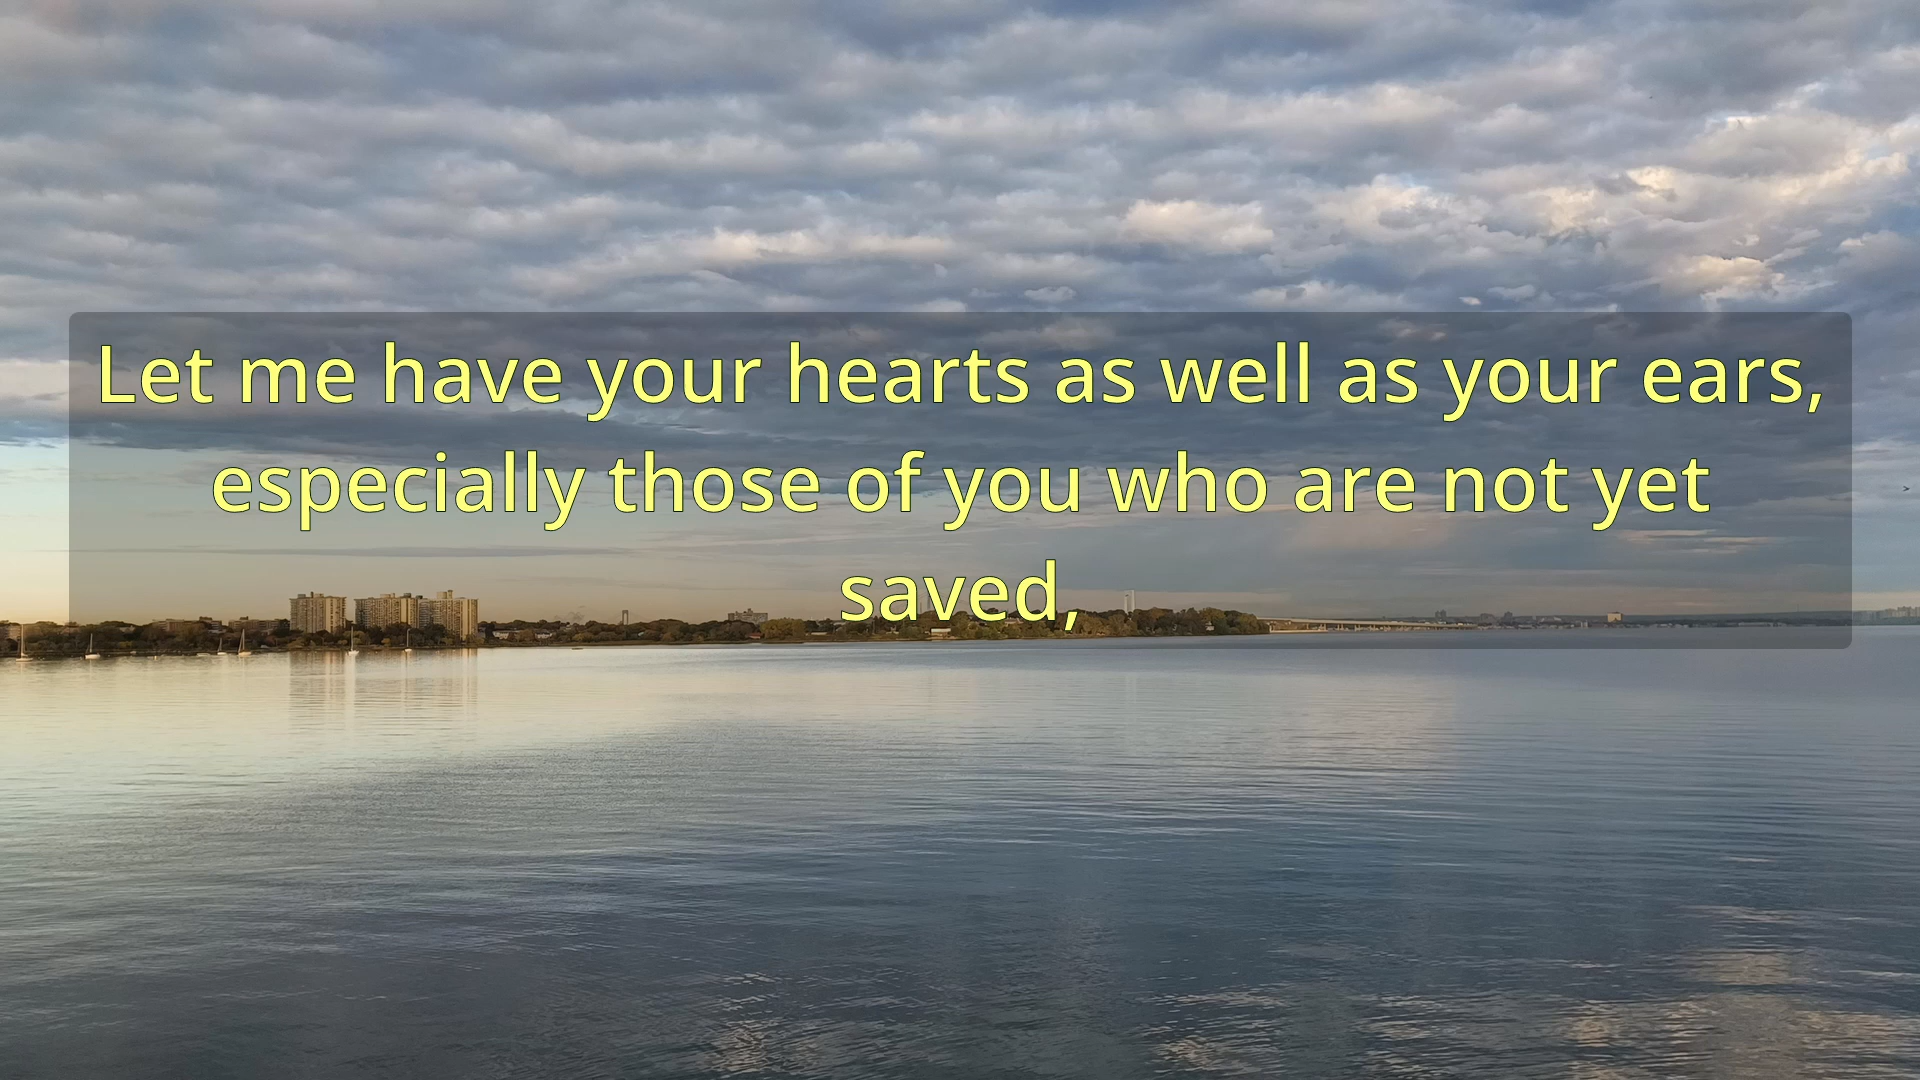 Let me have your hearts as well as your ears,
especially those of you who are not yet
saved,